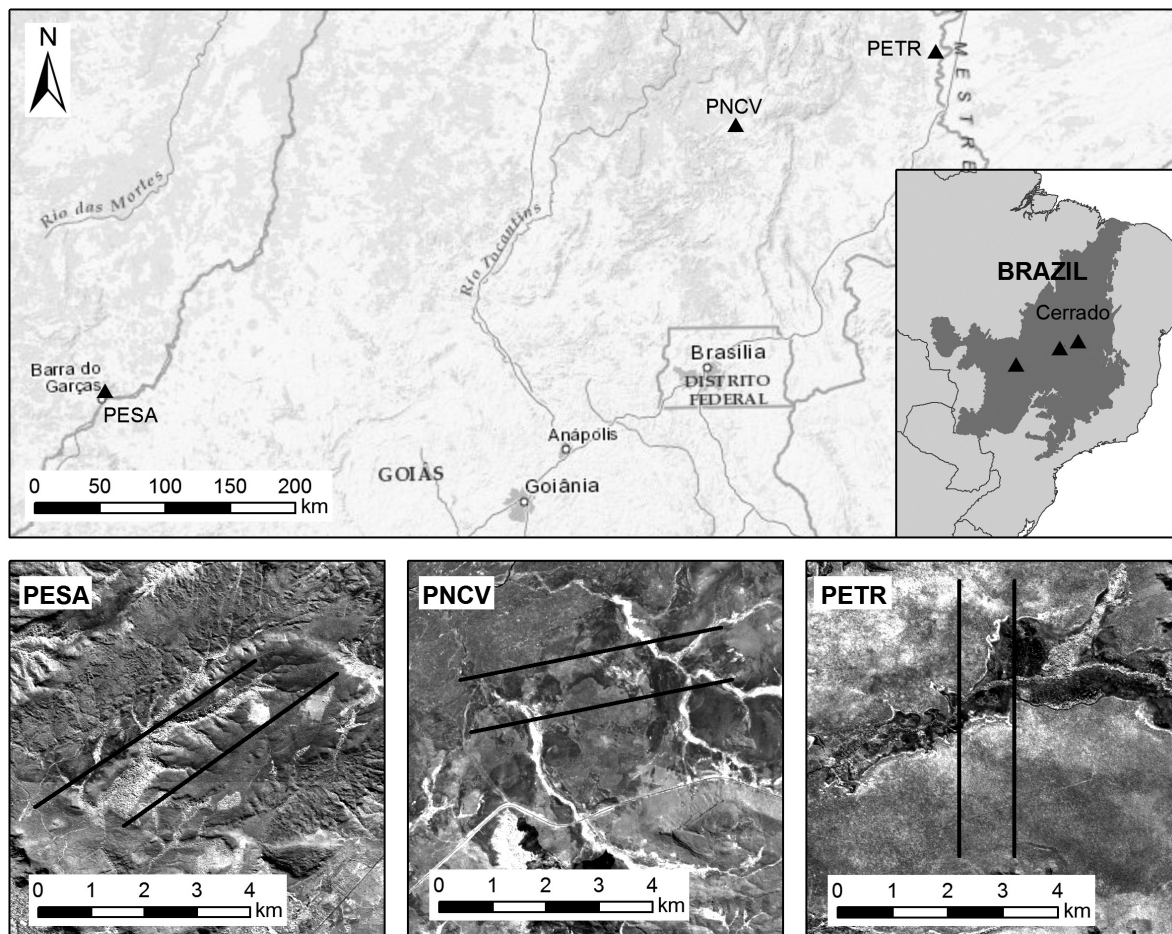 N
PETR
MESTRE
PNCV
Rio das Mortes
Rio Tocantins
BRAZIL
Cerrado
Barra do
Garças
PESA
Brasília
DISTRITO
FEDERAL
Anápolis
GOIÁS
Goiânia
0 50 100 150 200
km
PESA
0 1 2 3 4
km
PNCV
0 1 2 3 4
km
PETR
0 1 2 3 4
km